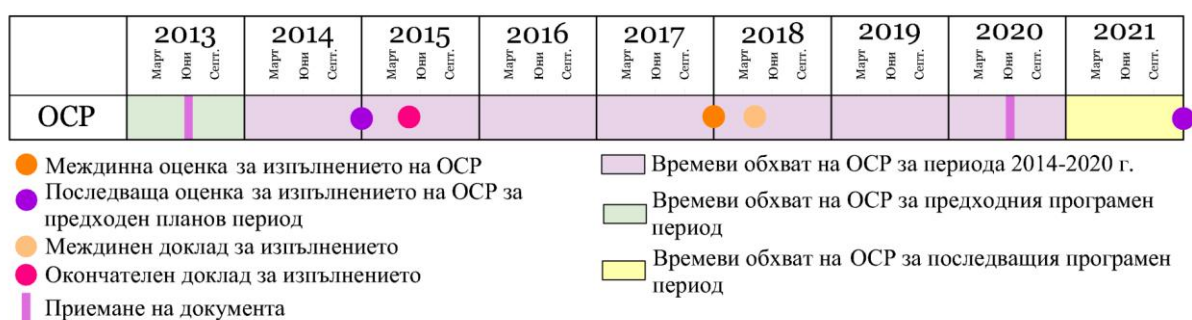 2013 2014 2015 2016 2017 2018 2019 2020 2021
Март Юни Септ. Март Юни Септ. Март Юни Септ. Март Юни Септ. Март Юни Септ. Март Юни Септ. Март Юни Септ. Март Юни Септ. Март Юни Септ.
ОСР
Междинна оценка за изпълнението на ОСР
Последваща оценка за изпълнението на ОСР за
предходен планов период
Междинен доклад за изпълнението
Окончателен доклад за изпълнението
Приемане на документа
Времеви обхват на ОСР за периода 2014-2020 г.
Времеви обхват на ОСР за предходния програмен
период
Времеви обхват на ОСР за последващия програмен
период